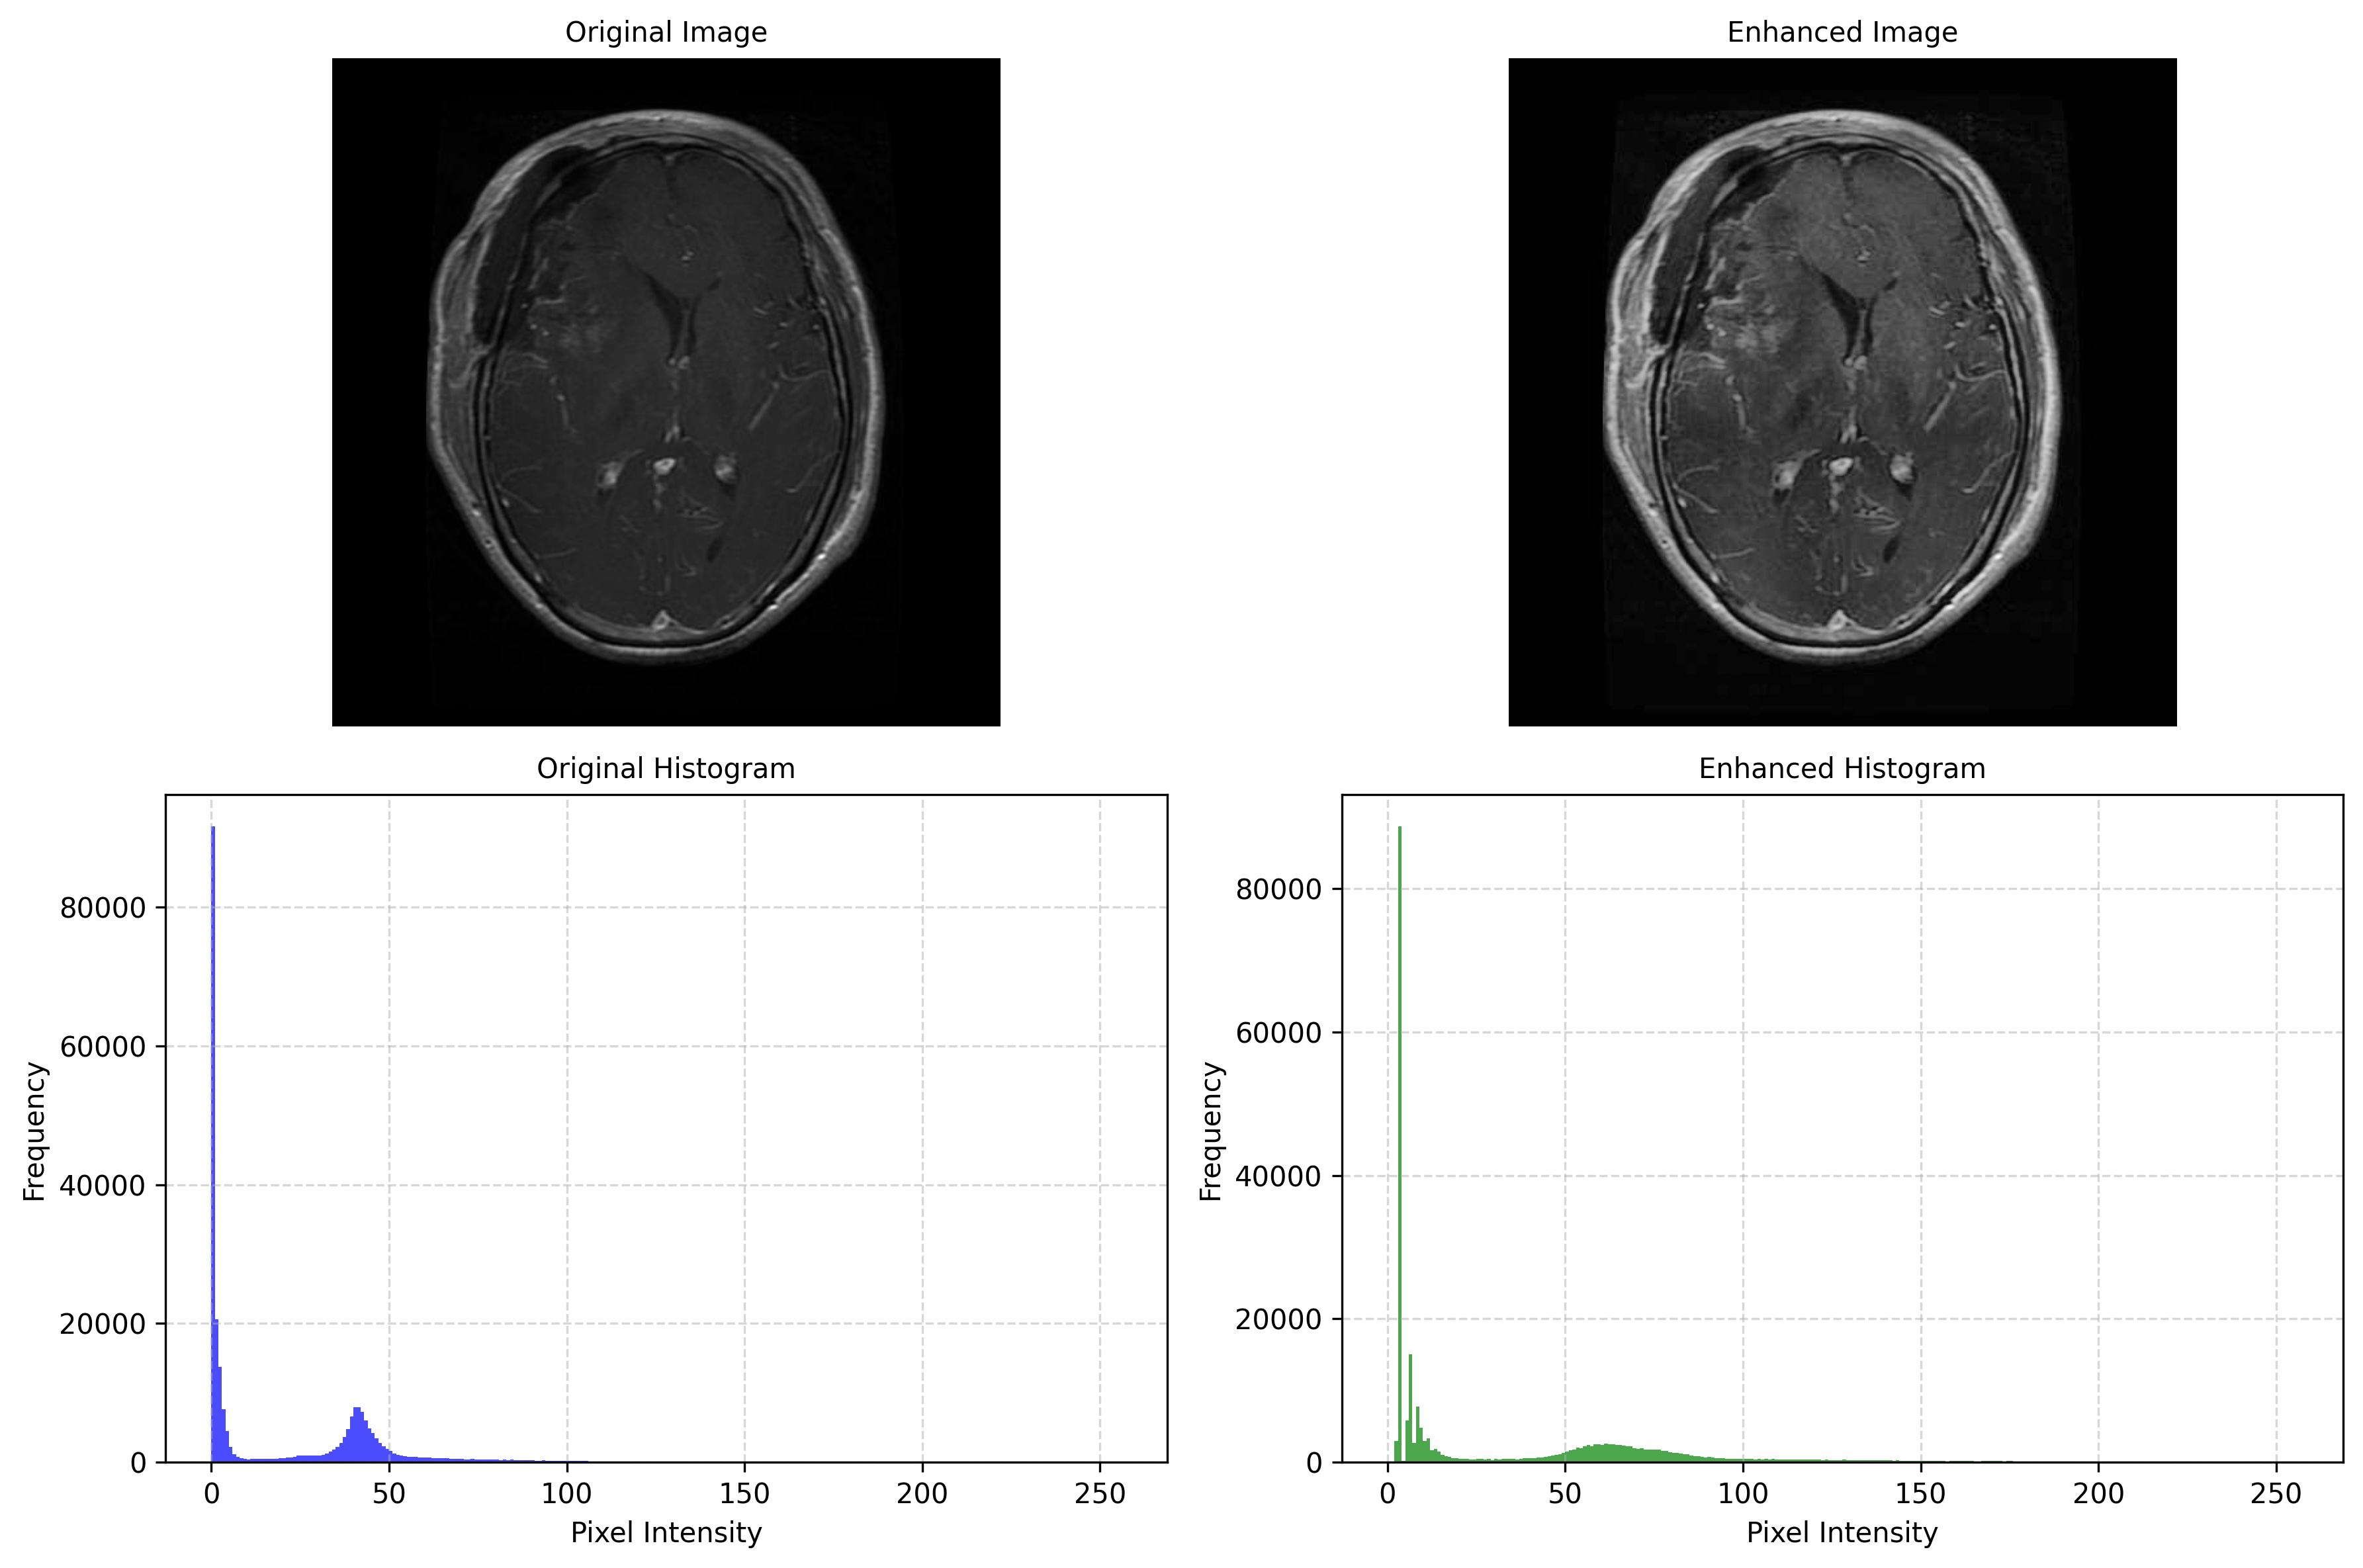 Original Image
Enhanced Image
Original Histogram
Enhanced Histogram
Frequency
80000
60000
40000
20000
0
0 50 100 150 200 250
Pixel Intensity
Frequency
80000
60000
40000
20000
0
0 50 100 150 200 250
Pixel Intensity